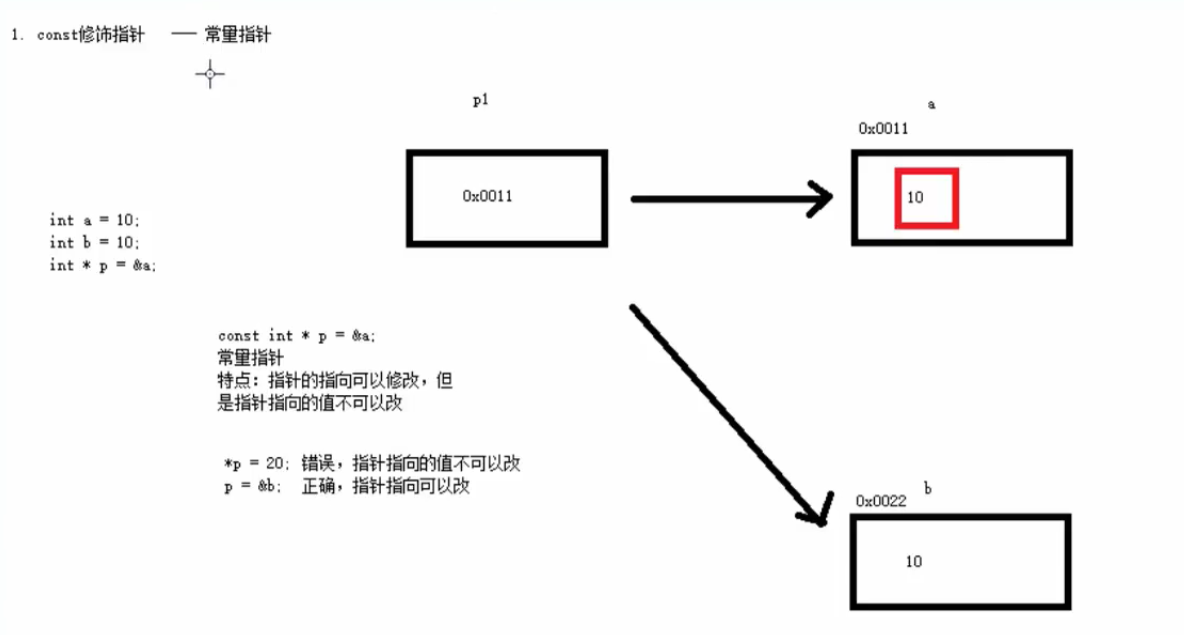 1. const修饰指针 —— 常量指针
p1
a
0x0011
0x0011
10
int a = 10;
int b = 10;
int * p = &a;
const int * p = &a;
常量指针
特点：指针的指向可以修改，但
是指针指向的值不可以改
*p = 20; 错误，指针指向的值不可以改
p = &b; 正确，指针指向可以改
b
0x0022
10